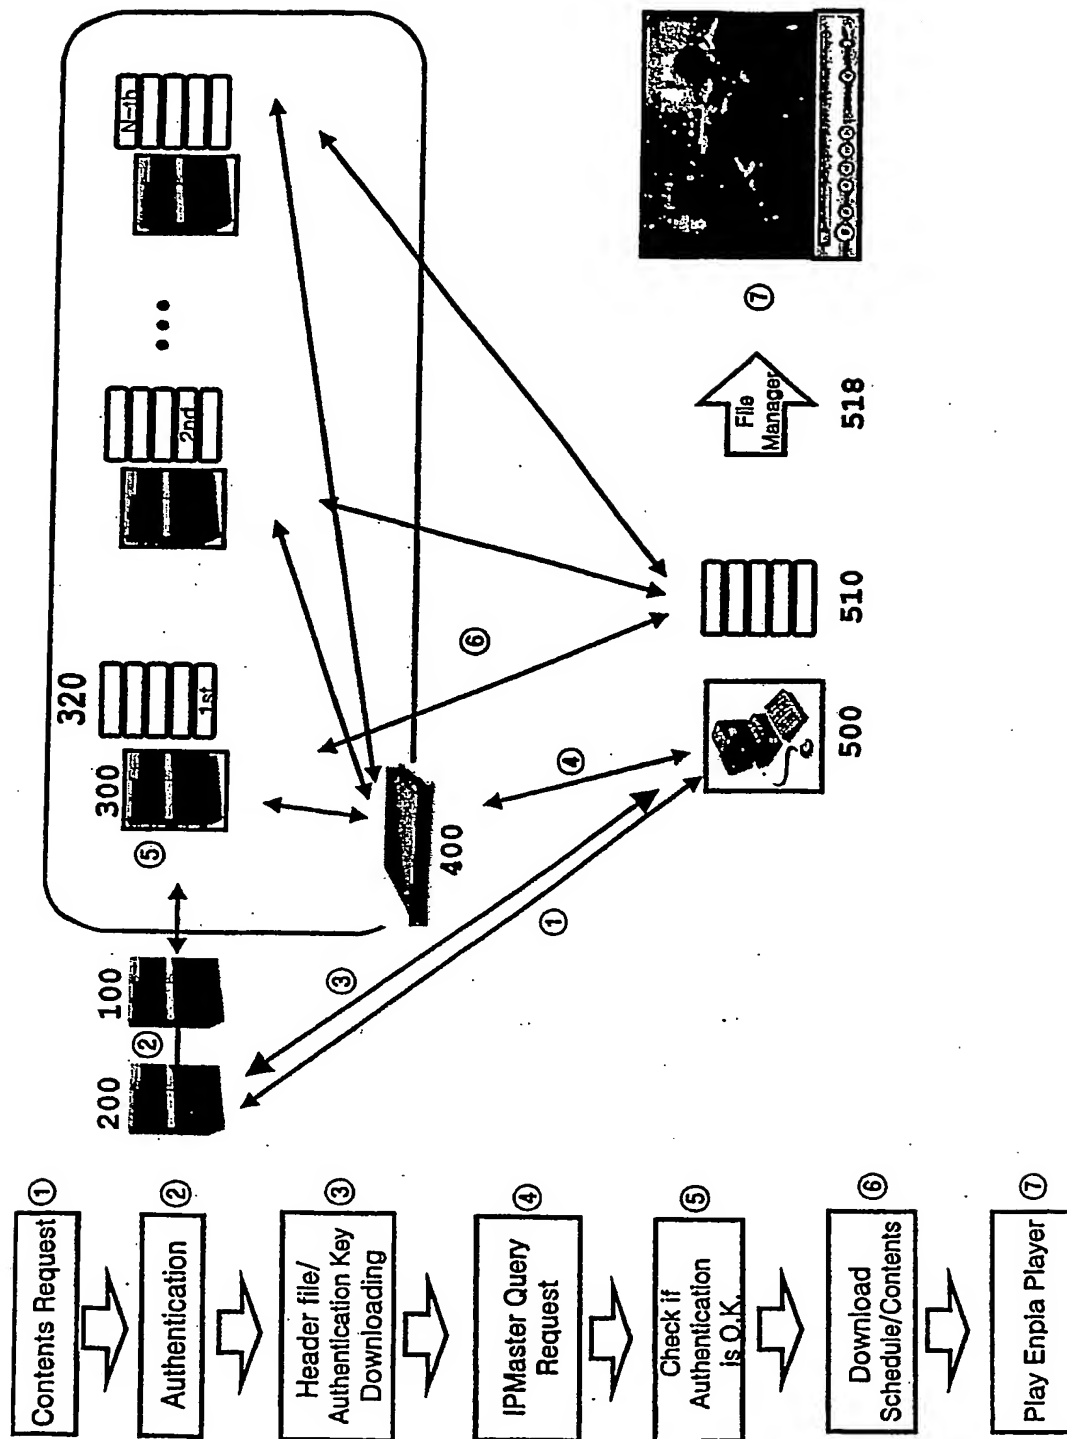 Contents Request ①
Authentication ②
Header file/
Authentication Key
Downloading ③
IPMaster Query
Request ④
Check if
Authentication
is O.K. ⑤
Download
Schedule/Contents ⑥
Play Enpia Player ⑦
200
②
100
⑤
300
320
1st
2nd
N-th
400
③
①
④
⑥
500
510
File
Manager
518
⑦